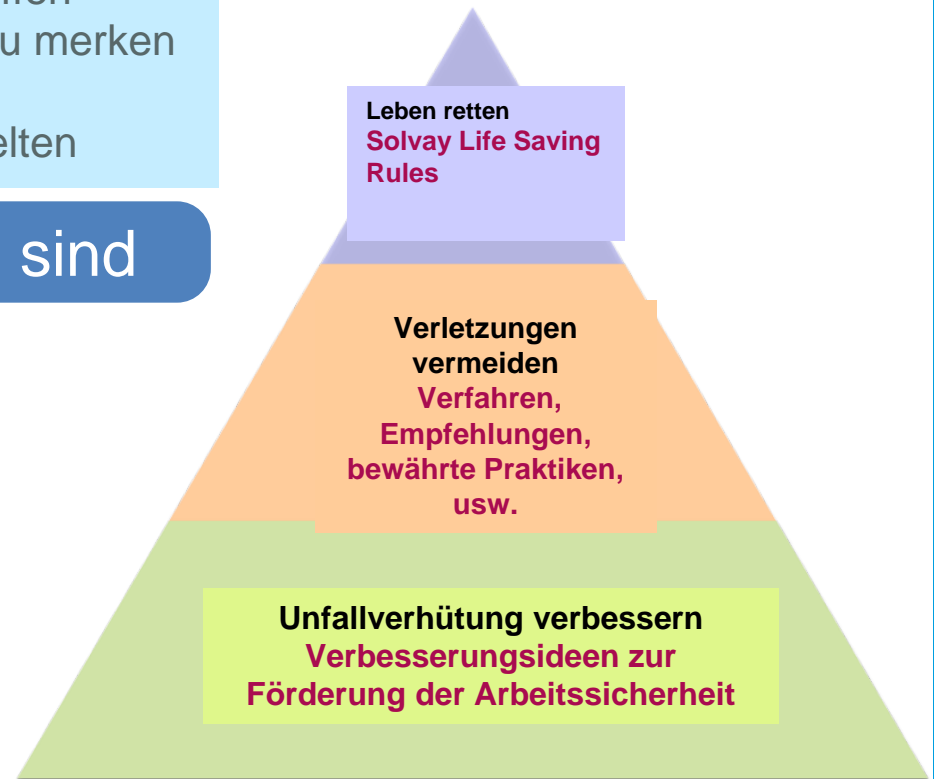 u merken
elten
sind
Leben retten
Solvay Life Saving
Rules
Verletzungen
vermeiden
Verfahren,
Empfehlungen,
bewährte Praktiken,
usw.
Unfallverhütung verbessern
Verbesserungsideen zur
Förderung der Arbeitssicherheit